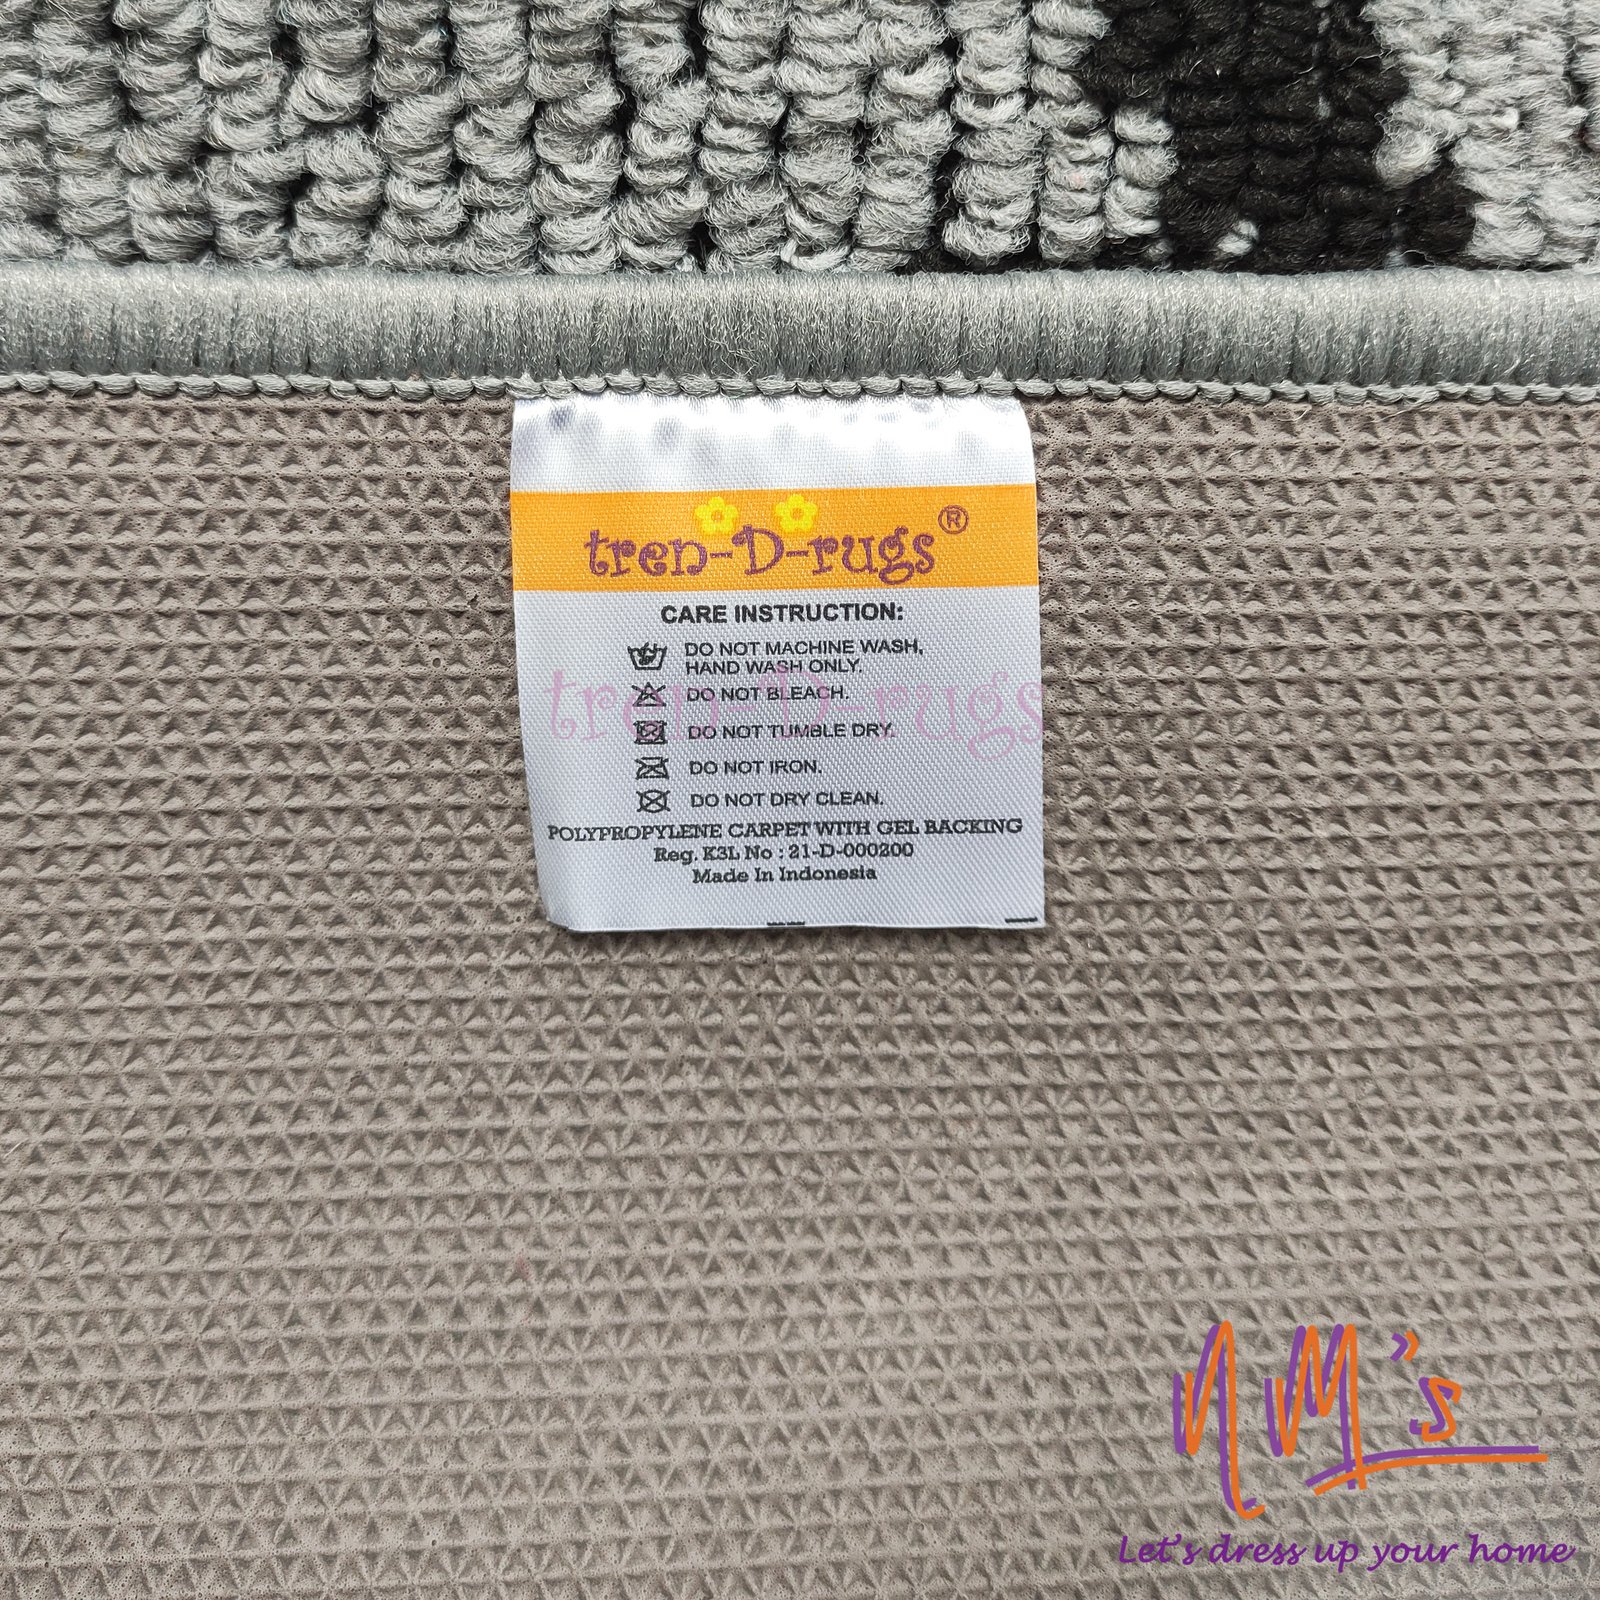 tren-D-rugs®
CARE INSTRUCTION:
DO NOT MACHINE WASH,
HAND WASH ONLY.
tren-D-rugs
DO NOT BLEACH.
DO NOT TUMBLE DRY.
DO NOT IRON.
DO NOT DRY CLEAN.
POLYPROPYLENE CARPET WITH GEL BACKING
Reg. K3L No : 21-D-000200
Made In Indonesia
NM"s
Let's dress up your home